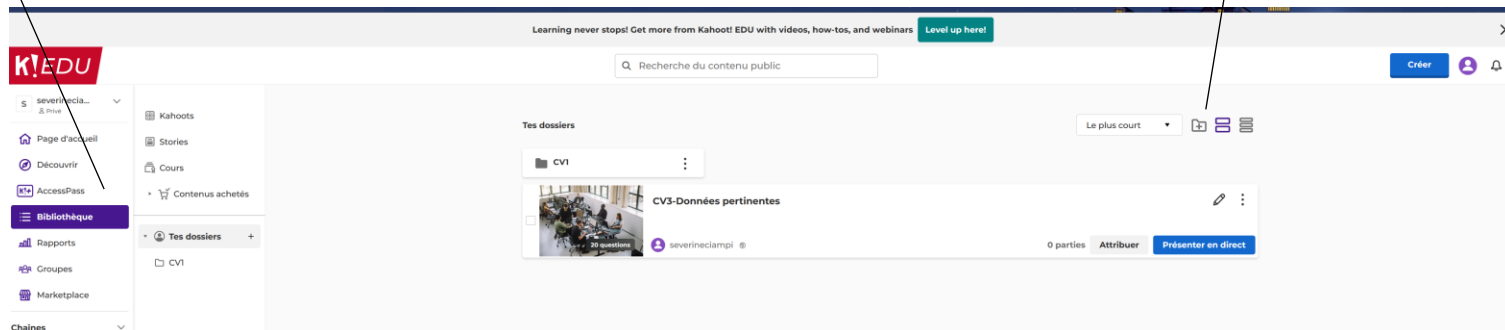 Learning never stops! Get more from Kahoot! EDU with videos, how-tos, and webinars Level up here!
K!EDU
Recherche du contenu public
Créer
S severinecia...
Privé
Page d'accueil
Découvrir
K!+ AccessPass
Bibliothèque
Rapports
Groupes
Marketplace
Chaines
Kahoots
Stories
Cours
Contenus achetés
Tes dossiers +
CV1
Tes dossiers
Le plus court
CV1
CV3-Données pertinentes
20 questions
severineciampi
0 parties Attribuer Présenter en direct